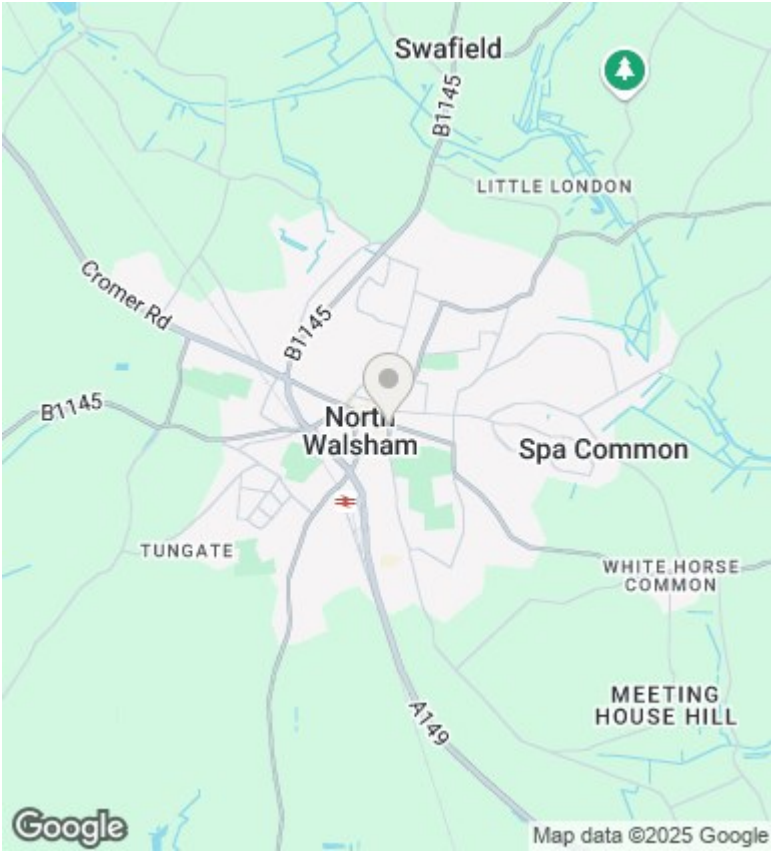 Swafield
B1145
LITTLE LONDON
Cromer Rd
B1145
B1145
North
Walsham
Spa Common
TUNGATE
WHITE HORSE
COMMON
MEETING
HOUSE HILL
A149
Google
Map data ©2025 Google